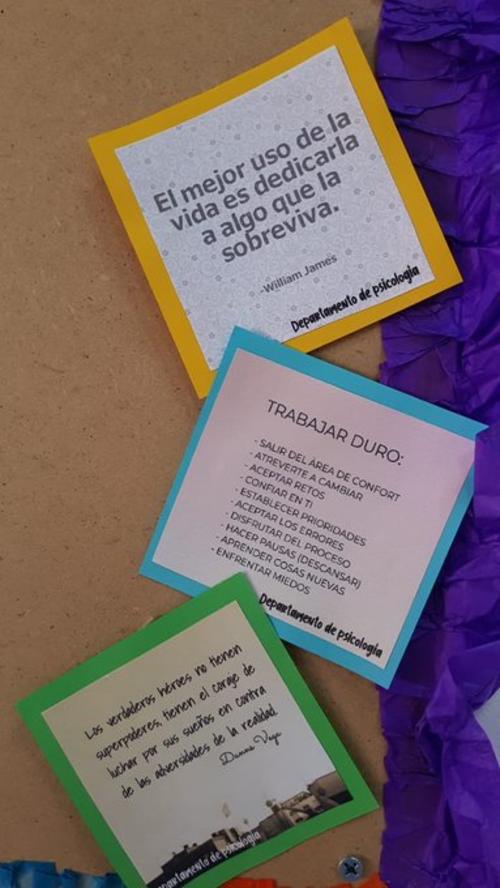 El mejor uso de la
vida es dedicarla
a algo que la
sobreviva.
-William James
Departamento de psicología
TRABAJAR DURO:
- SALIR DEL ÁREA DE CONFORT
- ATREVERTE A CAMBIAR
- ACEPTAR RETOS
- CONFIAR EN TI
- ESTABLECER PRIORIDADES
- ACEPTAR LOS ERRORES
- DISFRUTAR DEL PROCESO
- HACER PAUSAS (DESCANSAR)
- APRENDER COSAS NUEVAS
- ENFRENTAR MIEDOS
Departamento de psicología
Los verdaderos héroes no tienen
superpoderes, tienen el coraje de
luchar por sus sueños en contra
de las adversidades de la realidad.
Danns Vega
Departamento de psicología